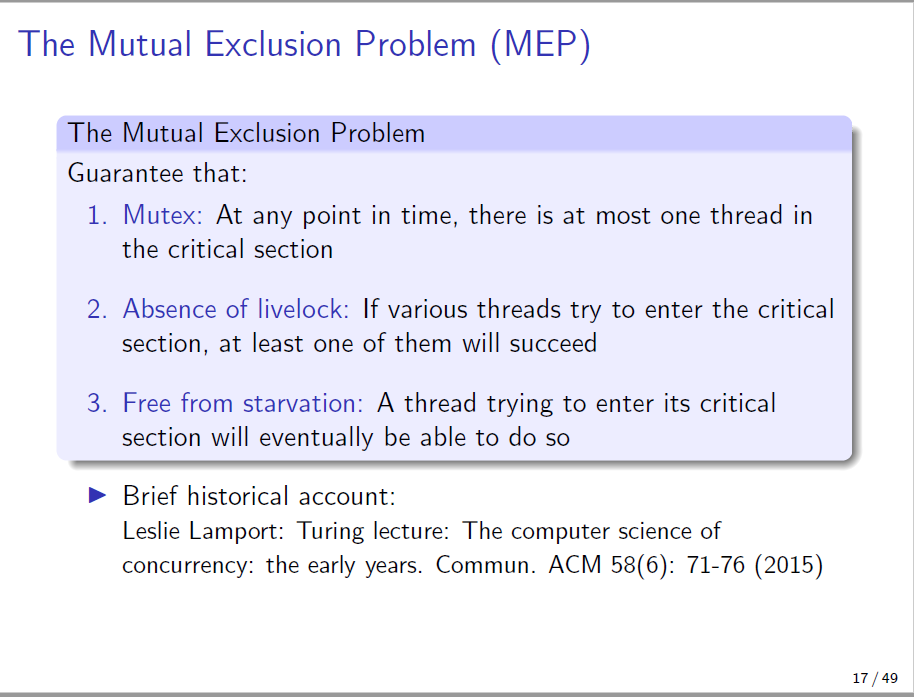 The Mutual Exclusion Problem (MEP)
The Mutual Exclusion Problem
Guarantee that:
1. Mutex: At any point in time, there is at most one thread in
the critical section
2. Absence of livelock: If various threads try to enter the critical
section, at least one of them will succeed
3. Free from starvation: A thread trying to enter its critical
section will eventually be able to do so
▶ Brief historical account:
Leslie Lamport: Turing lecture: The computer science of
concurrency: the early years. Commun. ACM 58(6): 71-76 (2015)
17 / 49